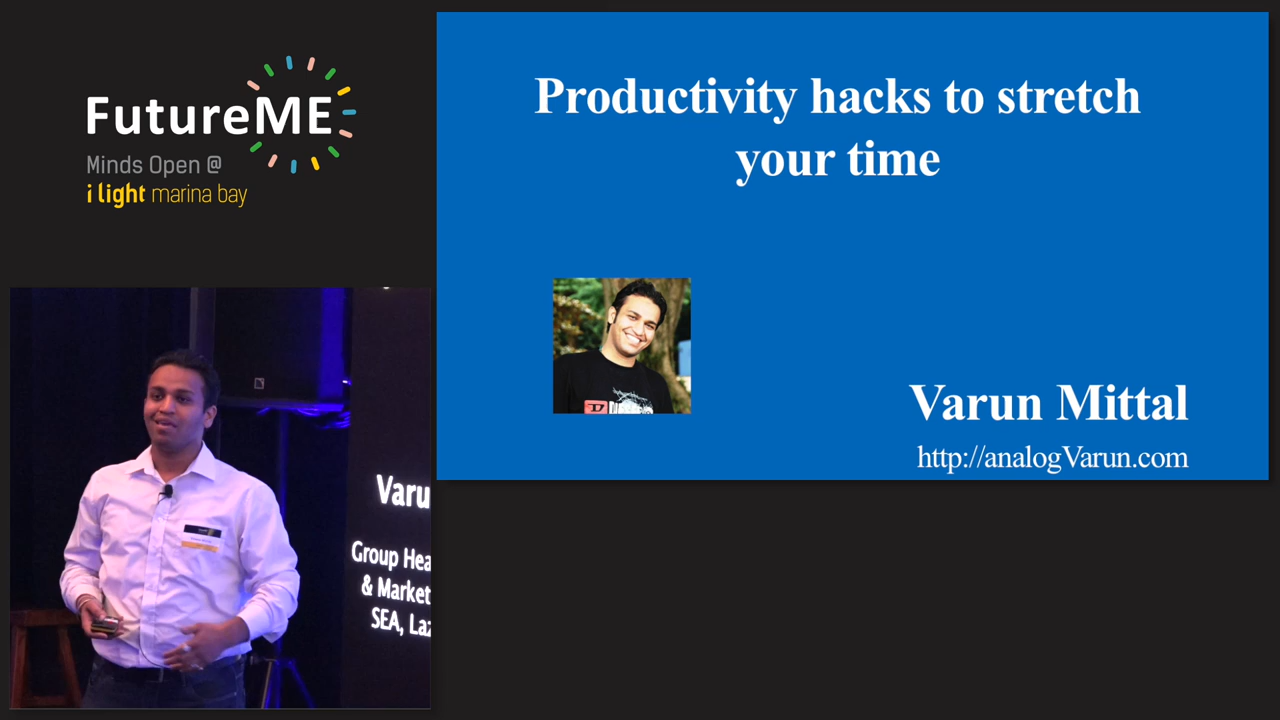 FutureME
Minds Open @
i light marina bay
Productivity hacks to stretch
your time
Varun Mittal
http://analogVarun.com
Varu
Group Hea
& Market
SEA, Laz